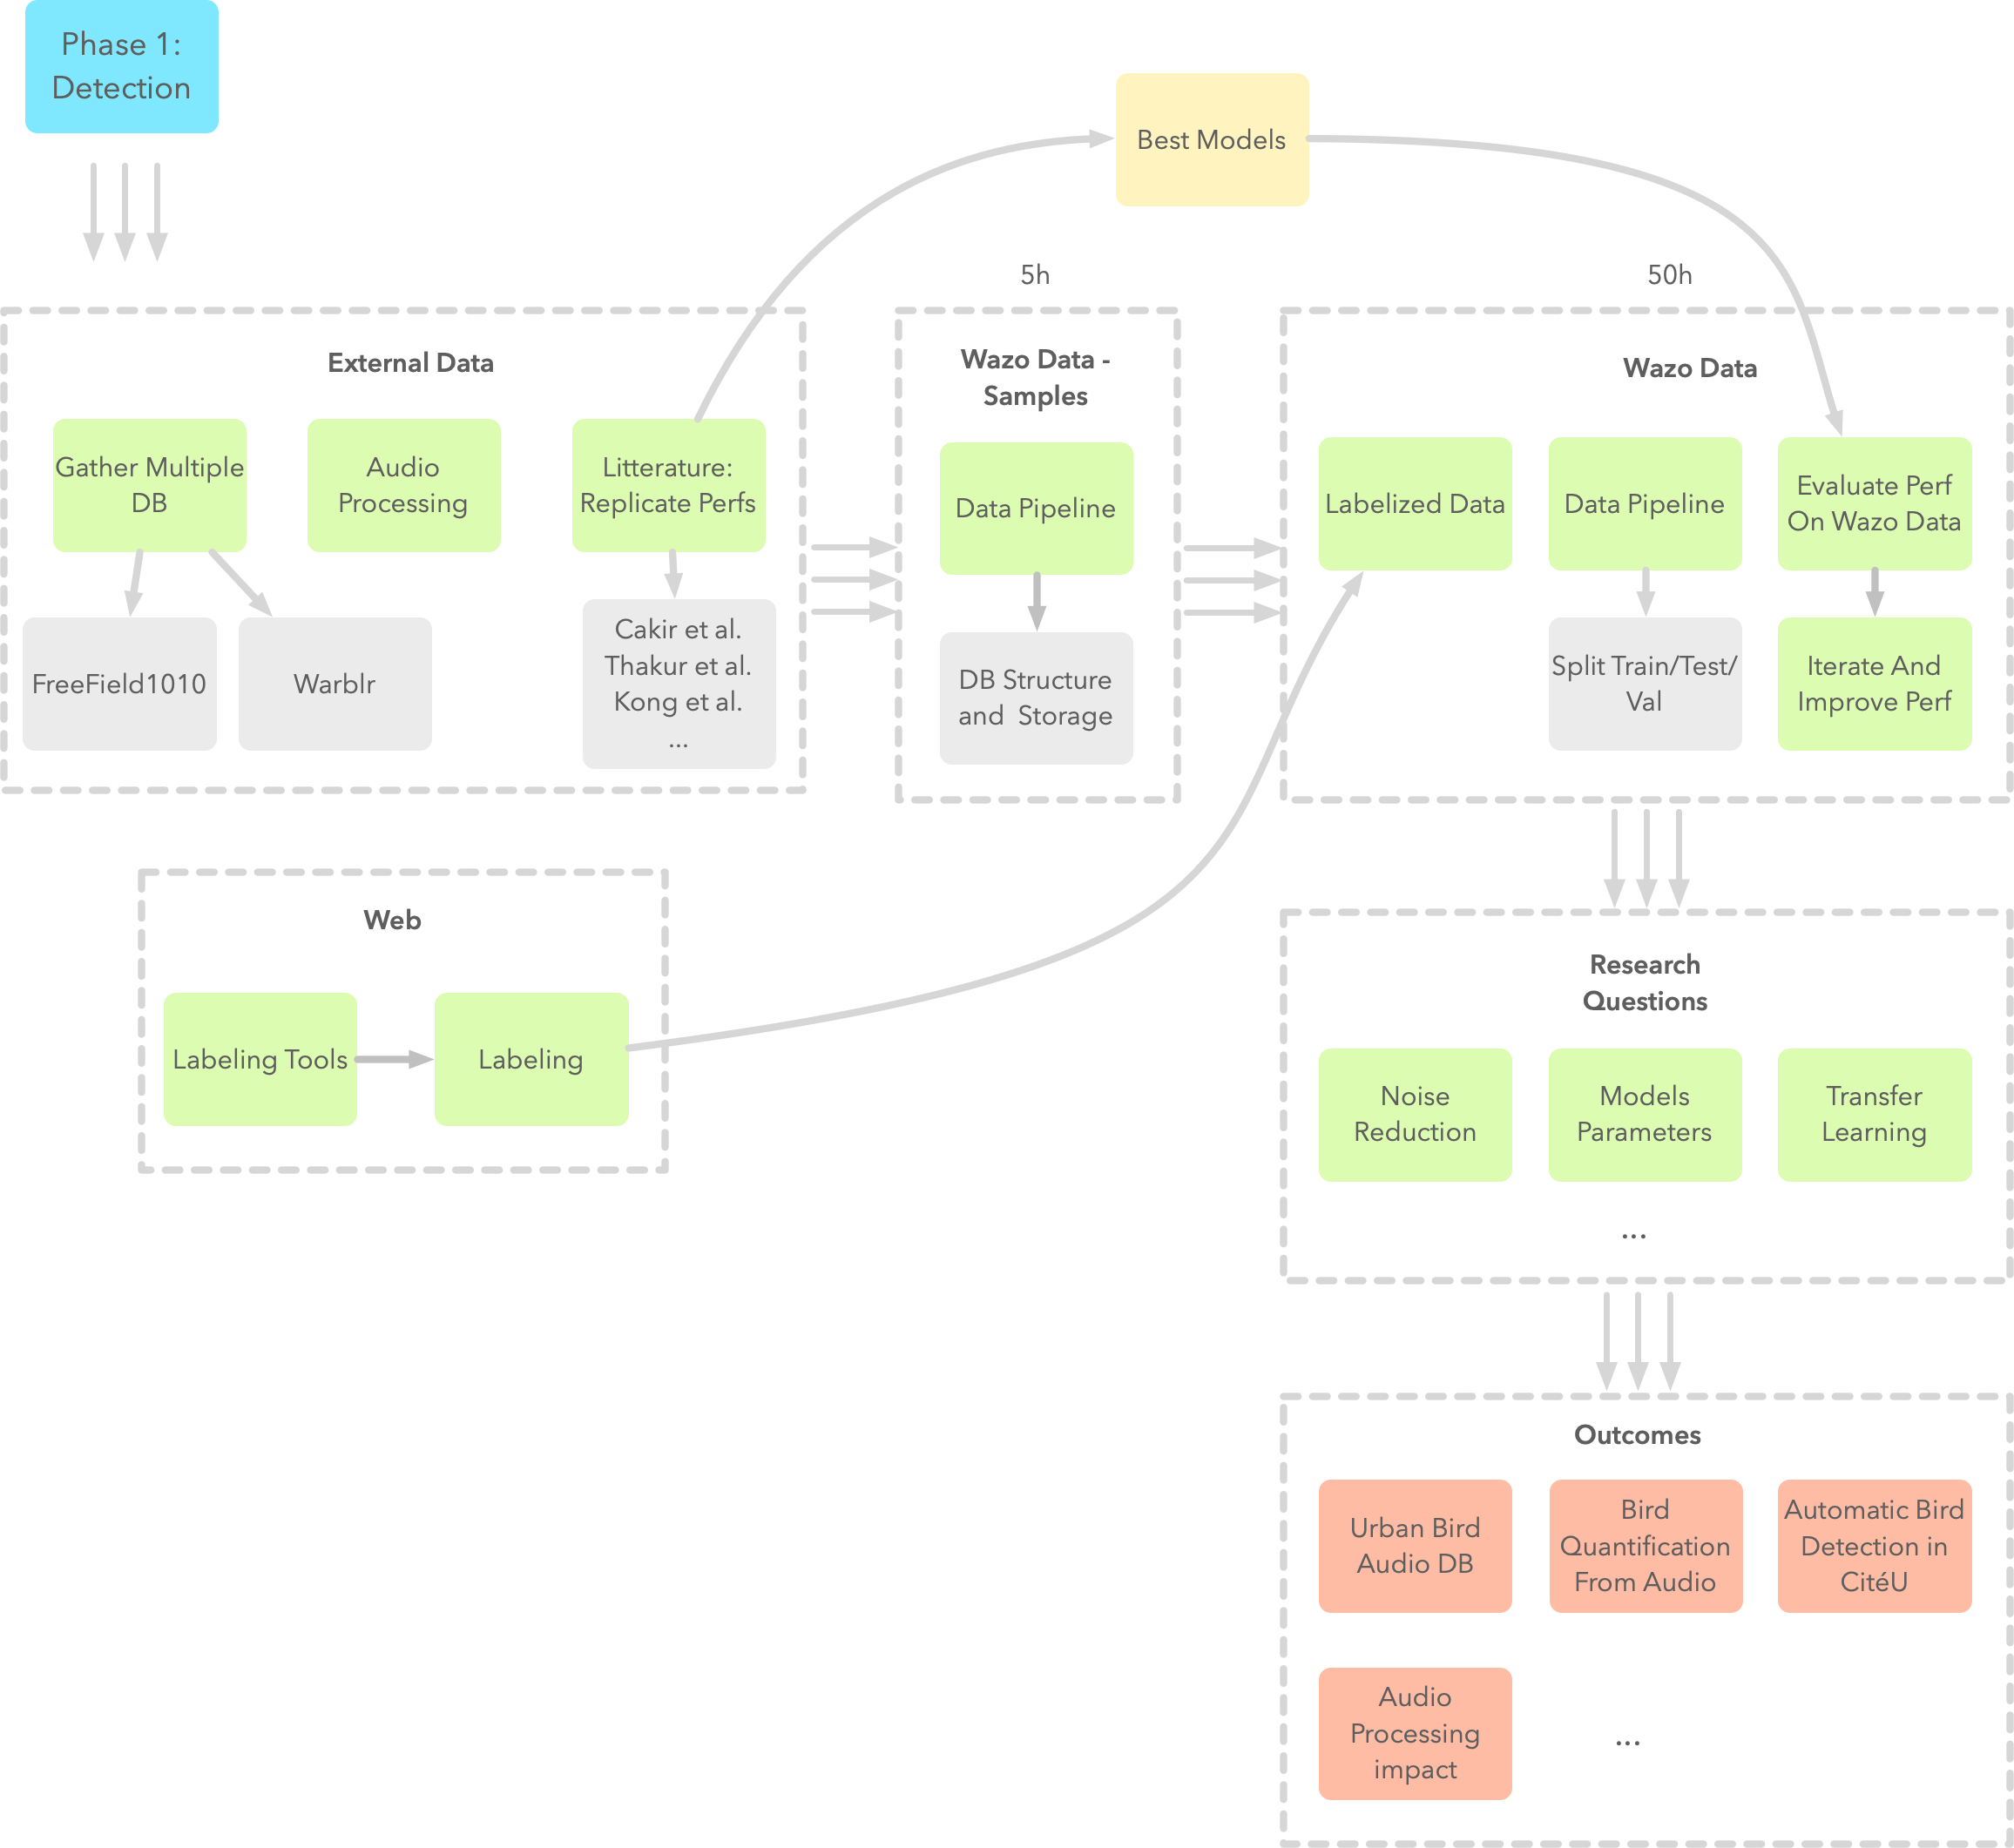 Phase 1:
Detection
Best Models
5h
50h
External Data
Gather Multiple
DB
Audio
Processing
Litterature:
Replicate Perfs
FreeField1010
Warblr
Cakir et al.
Thakur et al.
Kong et al.
...
Wazo Data -
Samples
Data Pipeline
DB Structure
and  Storage
Wazo Data
Labelized Data
Data Pipeline
Evaluate Perf
On Wazo Data
Split Train/Test/
Val
Iterate And
Improve Perf
Web
Labeling Tools
Labeling
Research
Questions
Noise
Reduction
Models
Parameters
Transfer
Learning
...
Outcomes
Urban Bird
Audio DB
Bird
Quantification
From Audio
Automatic Bird
Detection in
CitéU
Audio
Processing
impact
...